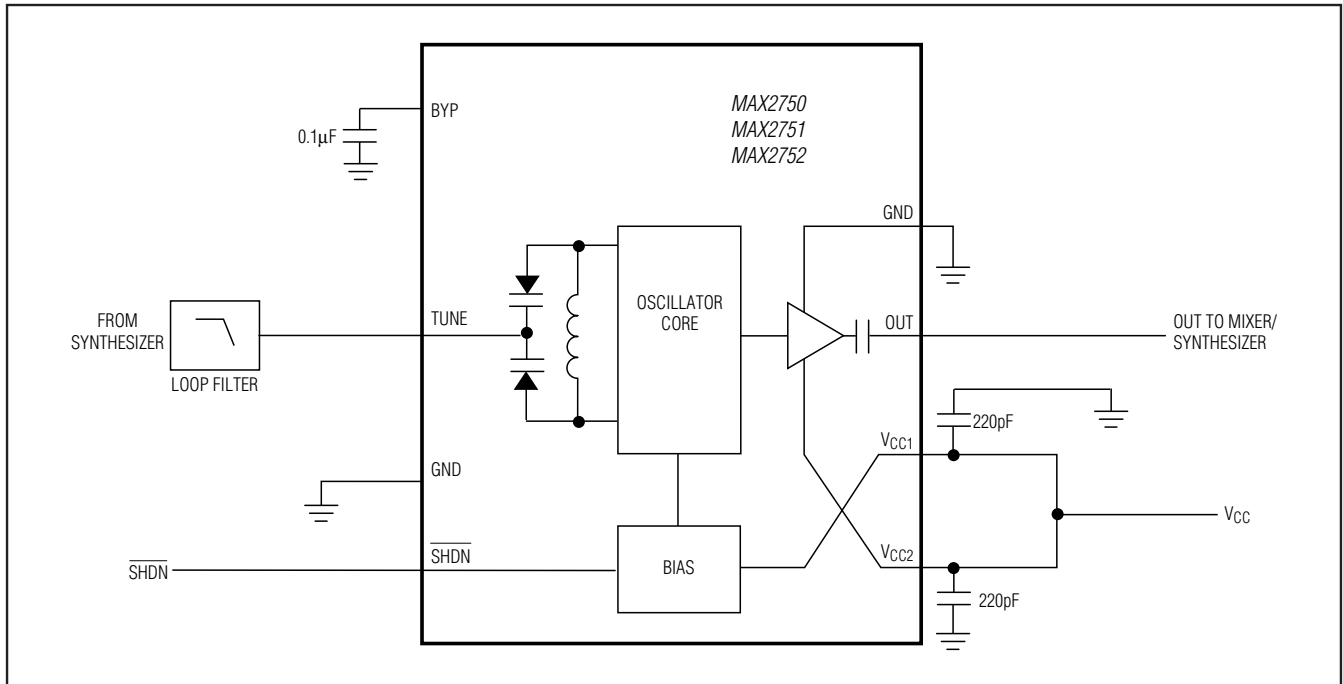 BYP
0.1µF
MAX2750
MAX2751
MAX2752
GND
FROM
SYNTHESIZER
LOOP FILTER
TUNE
OSCILLATOR
CORE
OUT
OUT TO MIXER/
SYNTHESIZER
220pF
VCC1
GND
VCC
SHDN
SHDN
BIAS
VCC2
220pF